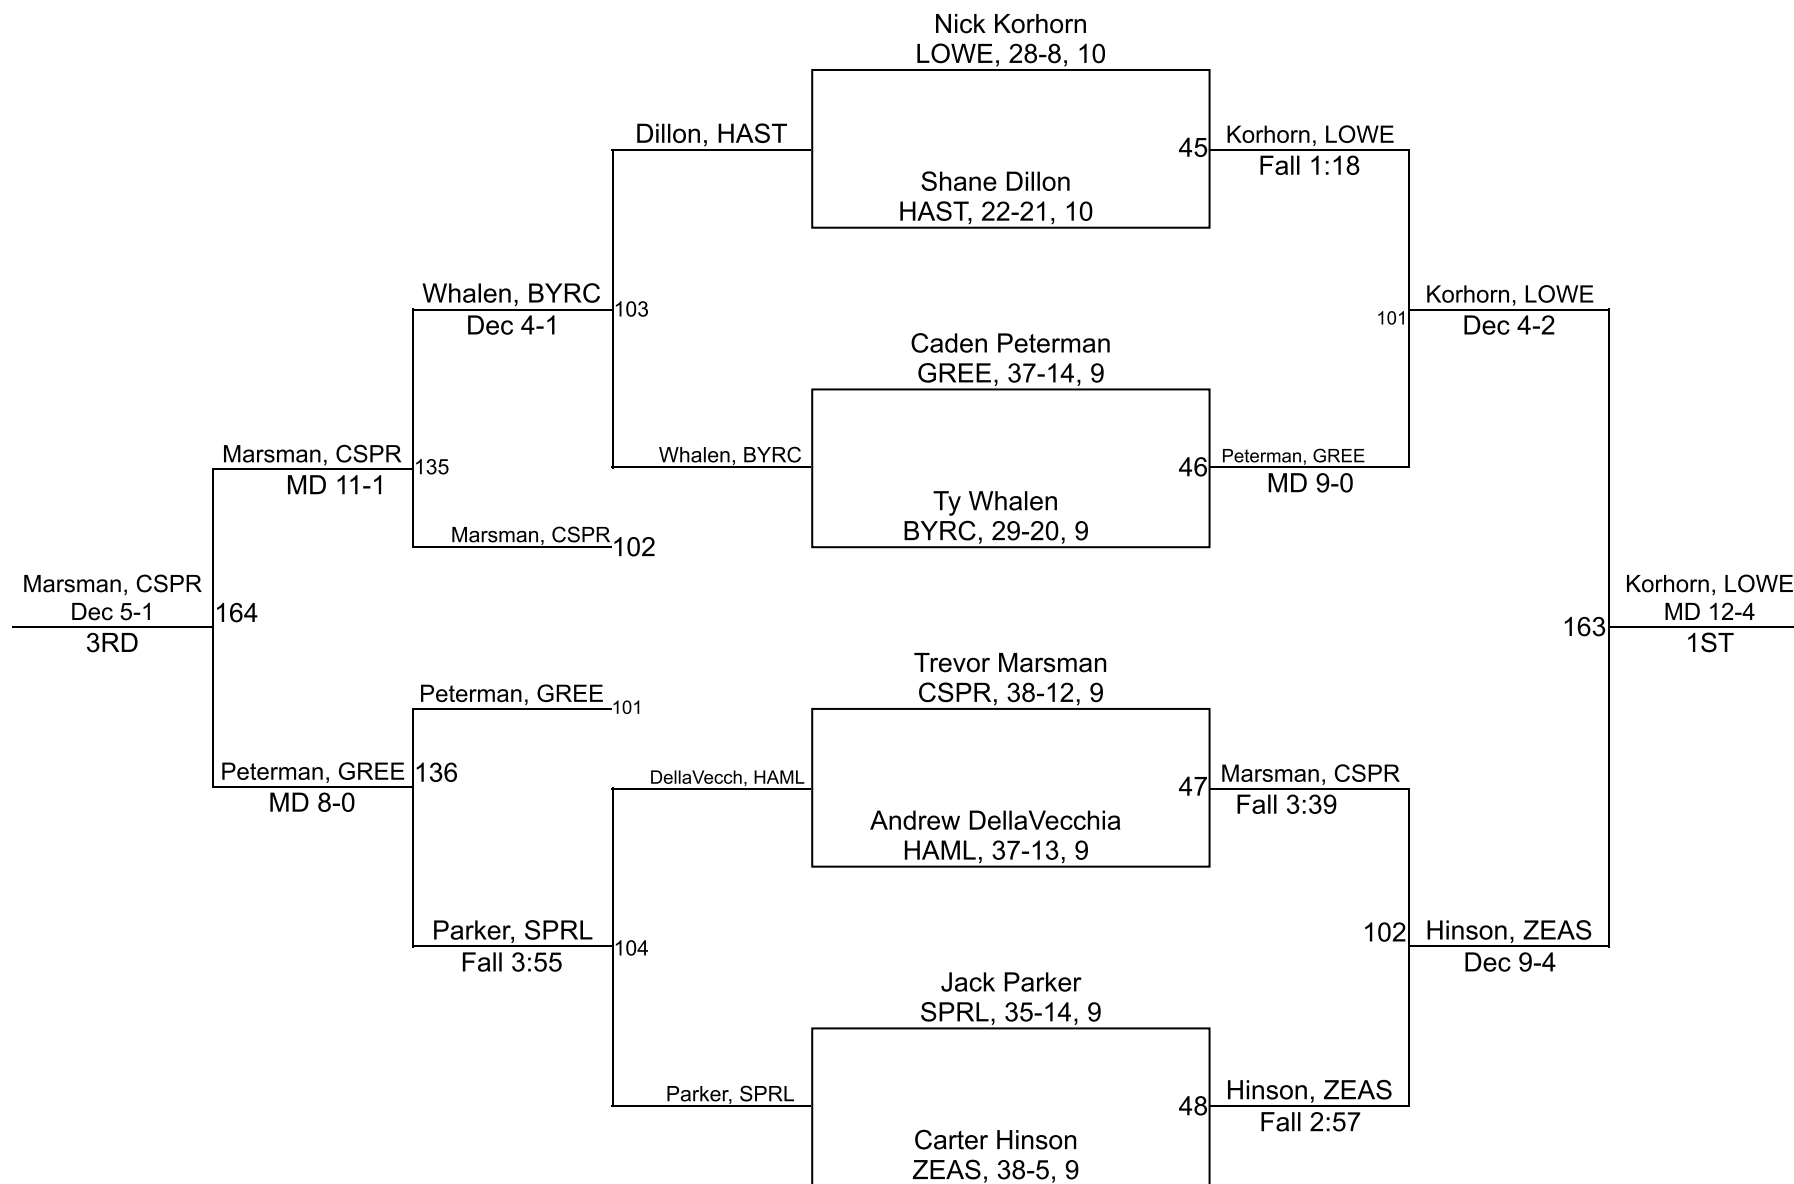 Nick Korhorn
LOWE, 28-8, 10
Dillon, HAST
45
Korhorn, LOWE
Fall 1:18
Shane Dillon
HAST, 22-21, 10
Whalen, BYRC
Dec 4-1
103
101
Korhorn, LOWE
Dec 4-2
Caden Peterman
GREE, 37-14, 9
Marsman, CSPR
MD 11-1
135
Whalen, BYRC
46
Peterman, GREE
MD 9-0
Ty Whalen
BYRC, 29-20, 9
Marsman, CSPR
102
Marsman, CSPR
Dec 5-1
3RD
164
163
Korhorn, LOWE
MD 12-4
1ST
Trevor Marsman
CSPR, 38-12, 9
Peterman, GREE
101
Peterman, GREE
MD 8-0
136
DellaVecch, HAML
47
Marsman, CSPR
Fall 3:39
Andrew DellaVecchia
HAML, 37-13, 9
Parker, SPRL
Fall 3:55
104
102
Hinson, ZEAS
Dec 9-4
Jack Parker
SPRL, 35-14, 9
Parker, SPRL
48
Hinson, ZEAS
Fall 2:57
Carter Hinson
ZEAS, 38-5, 9